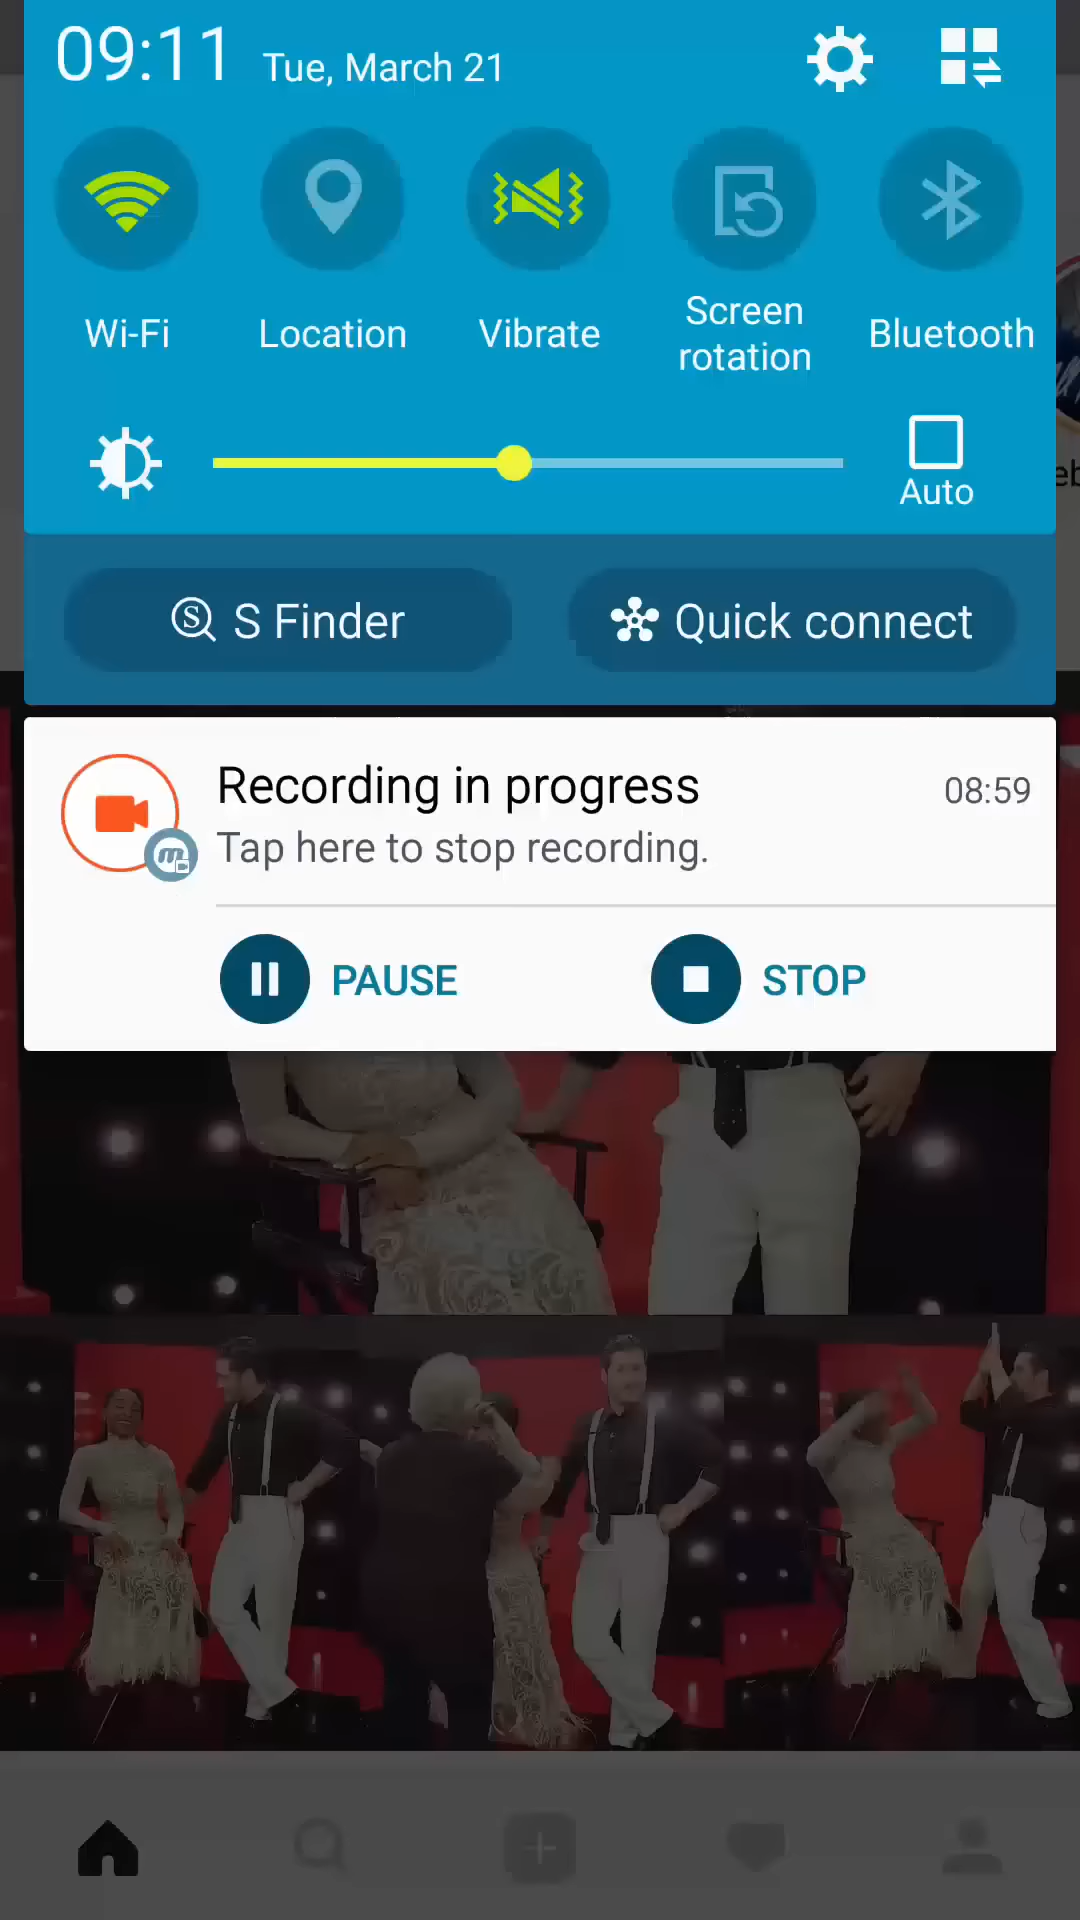 09:11 Tue, March 21
Wi-Fi
Location
Vibrate
Screen
rotation
Bluetooth
Auto
S Finder
Quick connect
Recording in progress 08:59
Tap here to stop recording.
PAUSE
STOP